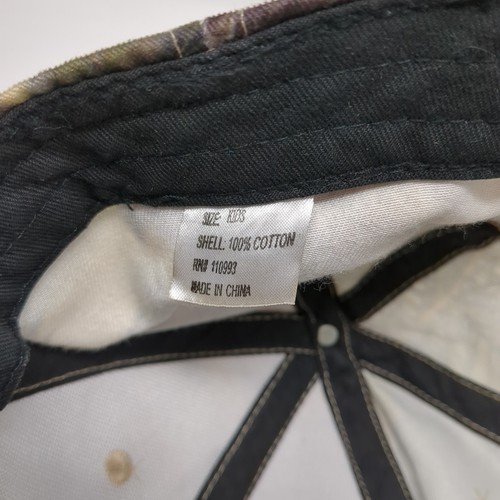 SIZE: KIDS
SHELL: 100% COTTON
RN# 110993
MADE IN CHINA